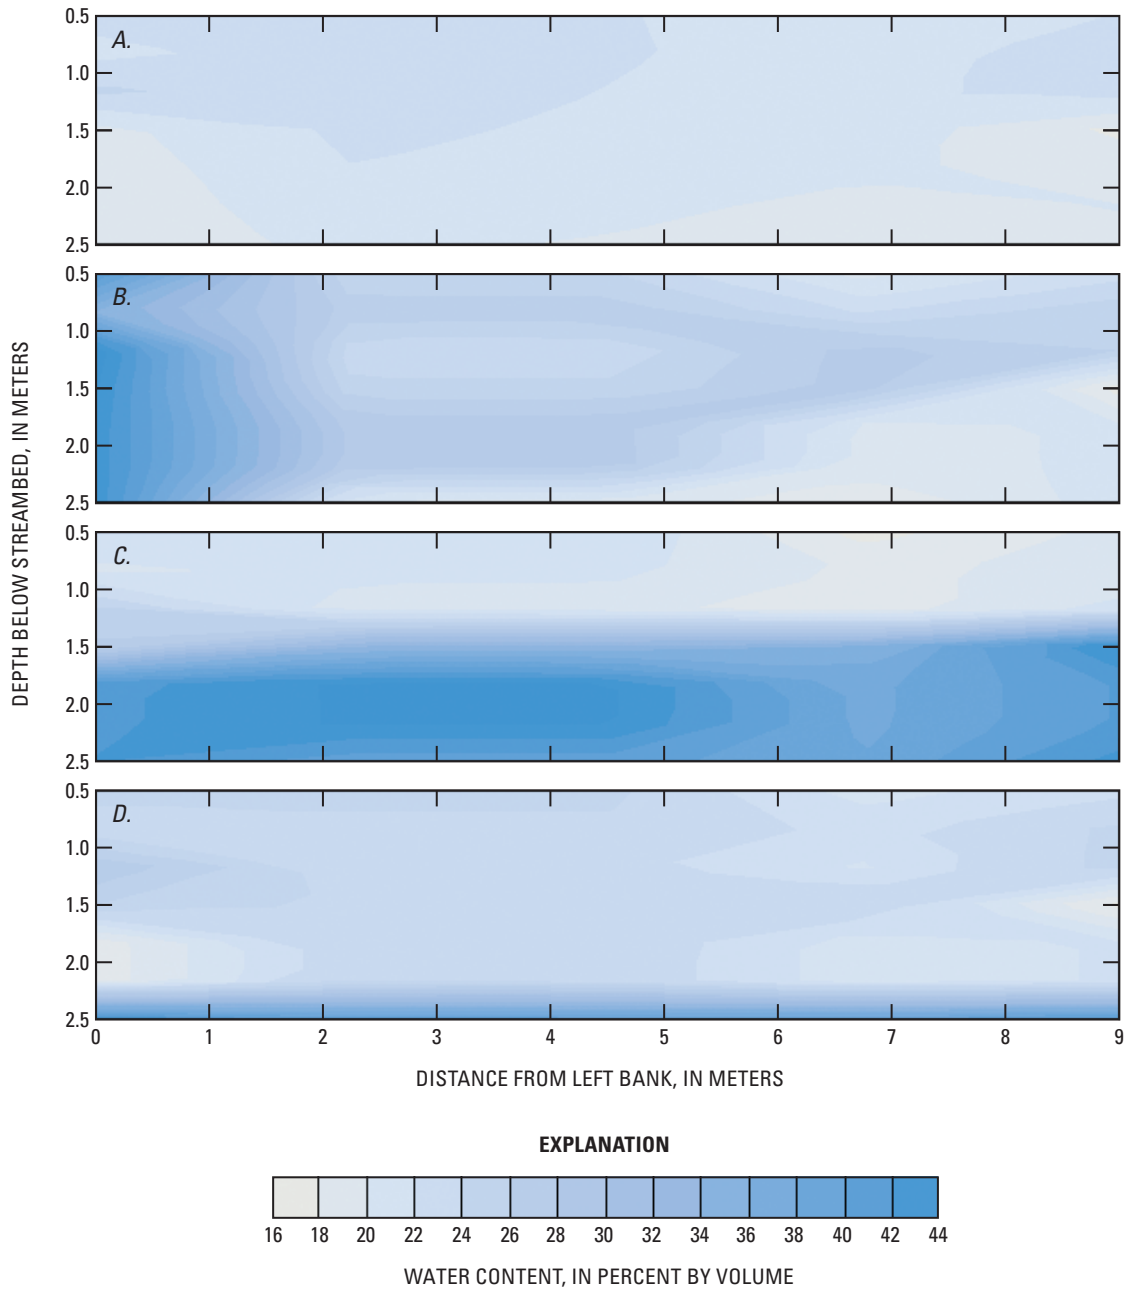 0.5
A.
1.0
1.5
2.0
2.5
0.5
B.
1.0
1.5
2.0
2.5
0.5
C.
1.0
1.5
2.0
2.5
0.5
D.
1.0
1.5
2.0
2.5
DEPTH BELOW STREAMBED, IN METERS
0 1 2 3 4 5 6 7 8 9
DISTANCE FROM LEFT BANK, IN METERS
EXPLANATION
16 18 20 22 24 26 28 30 32 34 36 38 40 42 44
WATER CONTENT, IN PERCENT BY VOLUME